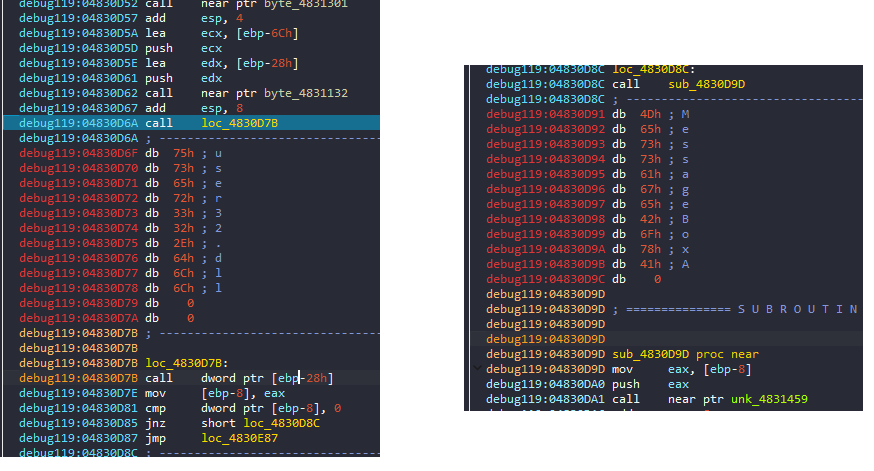 debug119:04830D52 call near ptr byte_4831301
debug119:04830D57 add esp, 4
debug119:04830D5A lea ecx, [ebp-6Ch]
debug119:04830D5D push ecx
debug119:04830D5E lea edx, [ebp-28h]
debug119:04830D61 push edx
debug119:04830D62 call near ptr byte_4831132
debug119:04830D67 add esp, 8
debug119:04830D6A call loc_4830D7B
debug119:04830D6A ; ---------------------------------
debug119:04830D6F db 75h ; u
debug119:04830D70 db 73h ; s
debug119:04830D71 db 65h ; e
debug119:04830D72 db 72h ; r
debug119:04830D73 db 33h ; 3
debug119:04830D74 db 32h ; 2
debug119:04830D75 db 2Eh ; .
debug119:04830D76 db 64h ; d
debug119:04830D77 db 6Ch ; l
debug119:04830D78 db 6Ch ; l
debug119:04830D79 db 0
debug119:04830D7A db 0
debug119:04830D7B ; ---------------------------------
debug119:04830D7B
debug119:04830D7B loc_4830D7B:
debug119:04830D7B call dword ptr [ebp-28h]
debug119:04830D7E mov [ebp-8], eax
debug119:04830D81 cmp dword ptr [ebp-8], 0
debug119:04830D85 jnz short loc_4830D8C
debug119:04830D87 jmp loc_4830E87
debug119:04830D8C ; ---------------------------------
debug119:04830D8C loc_4830D8C:
debug119:04830D8C call sub_4830D9D
debug119:04830D8C ; ---------------------------------
debug119:04830D91 db 4Dh ; M
debug119:04830D92 db 65h ; e
debug119:04830D93 db 73h ; s
debug119:04830D94 db 73h ; s
debug119:04830D95 db 61h ; a
debug119:04830D96 db 67h ; g
debug119:04830D97 db 65h ; e
debug119:04830D98 db 42h ; B
debug119:04830D99 db 6Fh ; o
debug119:04830D9A db 78h ; x
debug119:04830D9B db 41h ; A
debug119:04830D9C db 0
debug119:04830D9D
debug119:04830D9D ; =============== S U B R O U T I N
debug119:04830D9D
debug119:04830D9D
debug119:04830D9D sub_4830D9D proc near
debug119:04830D9D mov eax, [ebp-8]
debug119:04830DA0 push eax
debug119:04830DA1 call near ptr unk_4831459